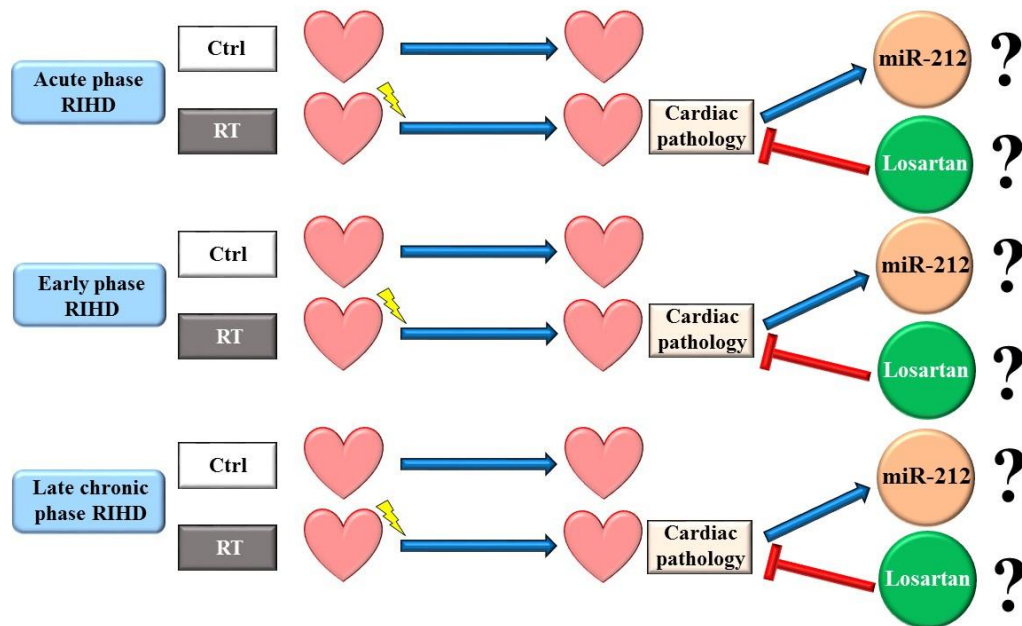 Acute phase
RIHD
Ctrl
RT
Cardiac
pathology
miR-212
?
Losartan
?
Early phase
RIHD
Ctrl
RT
Cardiac
pathology
miR-212
?
Losartan
?
Late chronic
phase RIHD
Ctrl
RT
Cardiac
pathology
miR-212
?
Losartan
?